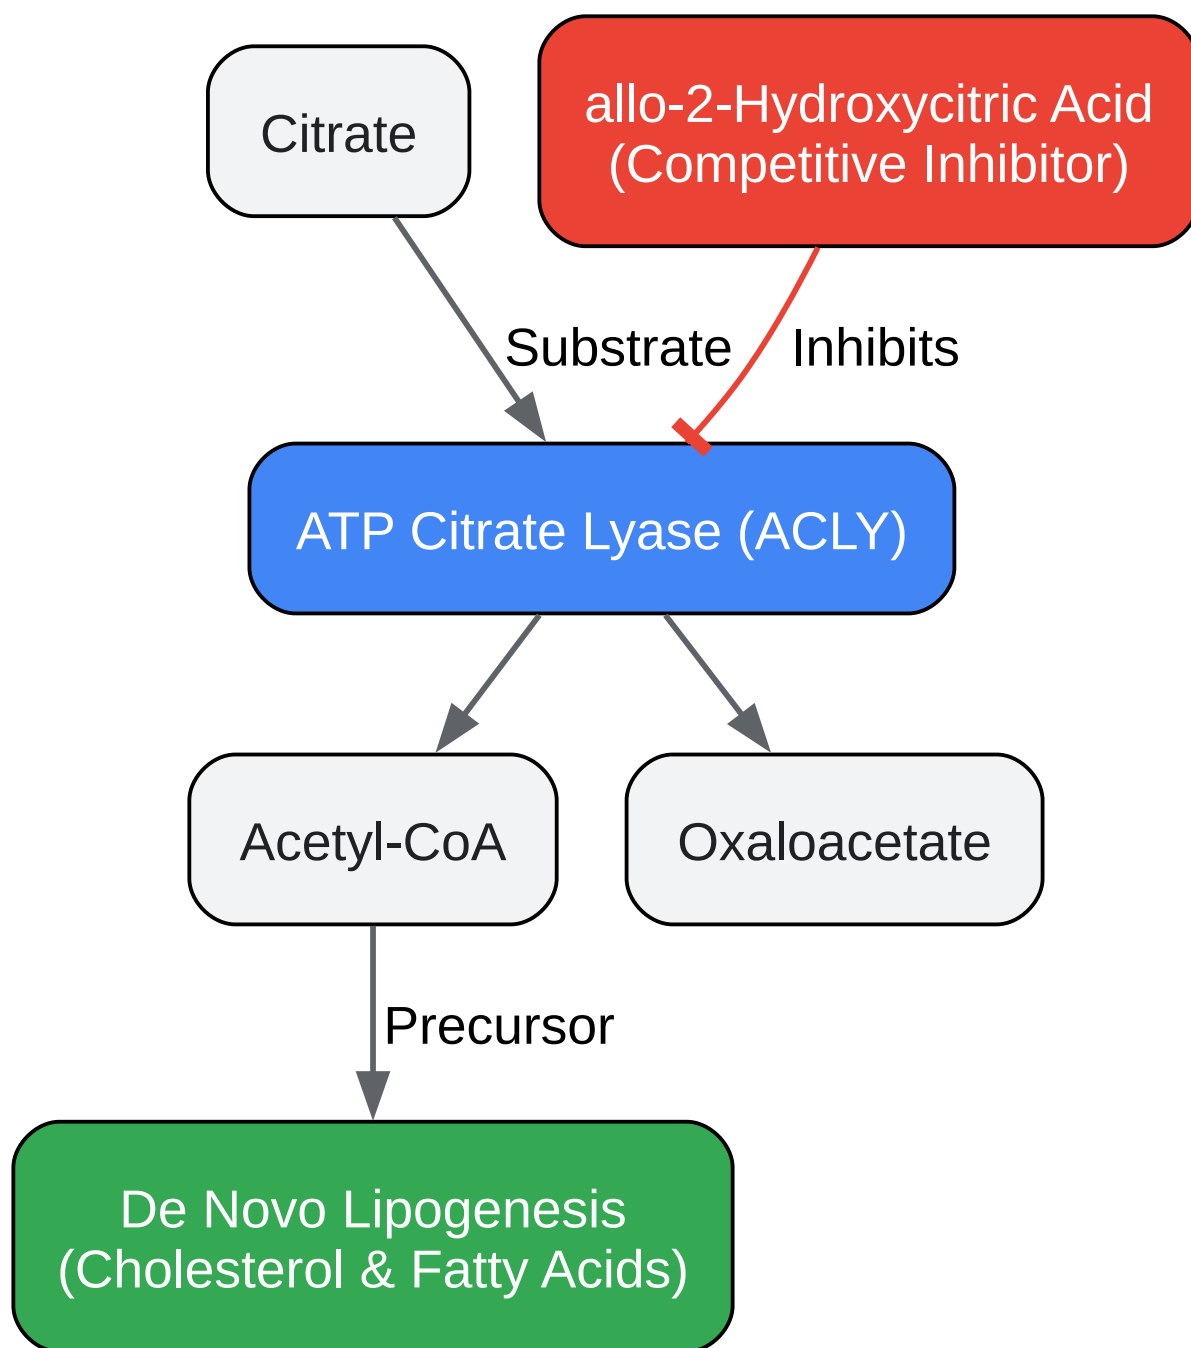 Citrate
allo-2-Hydroxycitric Acid
(Competitive Inhibitor)
Substrate
Inhibits
ATP Citrate Lyase (ACLY)
Acetyl-CoA
Oxaloacetate
Precursor
De Novo Lipogenesis
(Cholesterol & Fatty Acids)